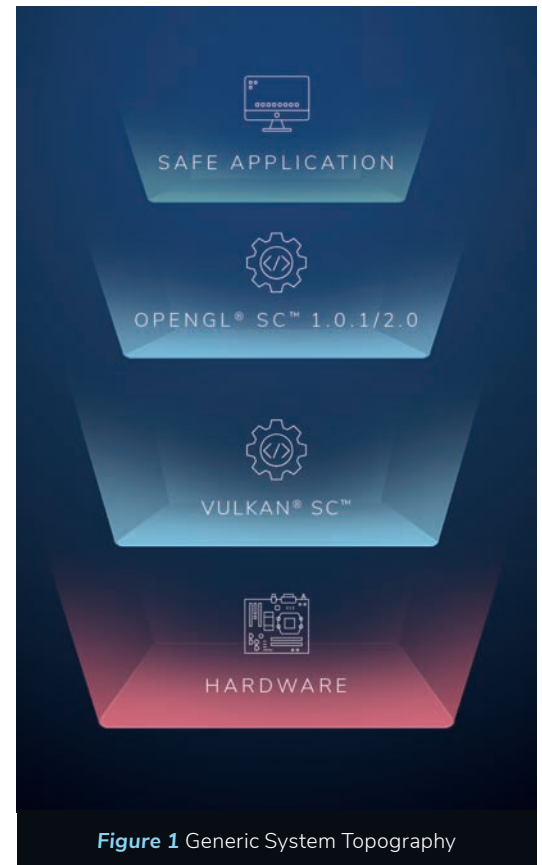 SAFE APPLICATION
OPENGL® SC™ 1.0.1/2.0
VULKAN® SC™
HARDWARE
Figure 1 Generic System Topography